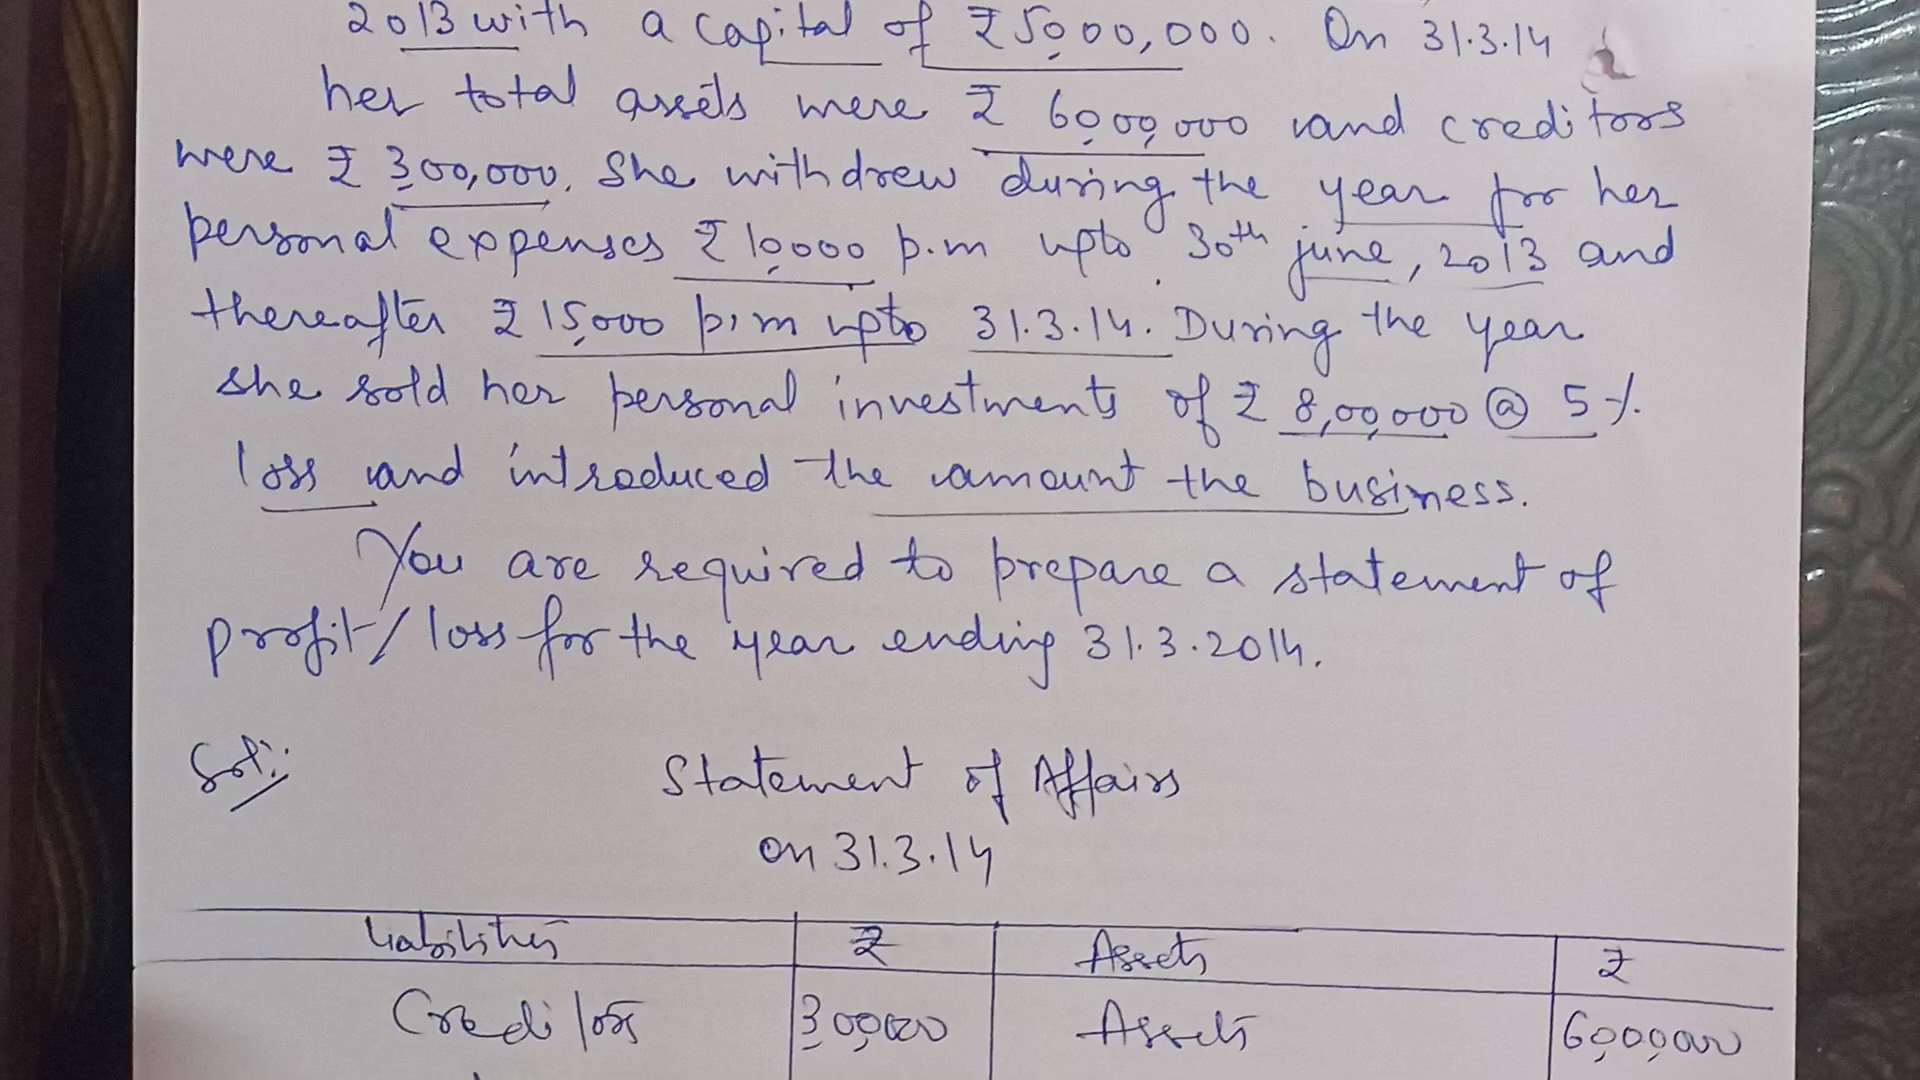 2013 with a capital of ₹5000,000. On 31.3.14
her total assets were ₹ 60,00,000 and creditors
were ₹ 300,000. She withdrew during the year for her
personal expenses ₹10,000 p.m upto 30th june, 2013 and
thereafter ₹15,000 p.m upto 31.3.14. During the year
she sold her personal investments of ₹ 8,00,000 @ 5%
loss and introduced the amount the business.
You are required to prepare a statement of
profit/loss for the year ending 31.3.2014.
Sol:
Statement of Affairs
on 31.3.14
Liabilities ₹ Assets ₹
Creditors 3,00,000 Assets 60,00,000